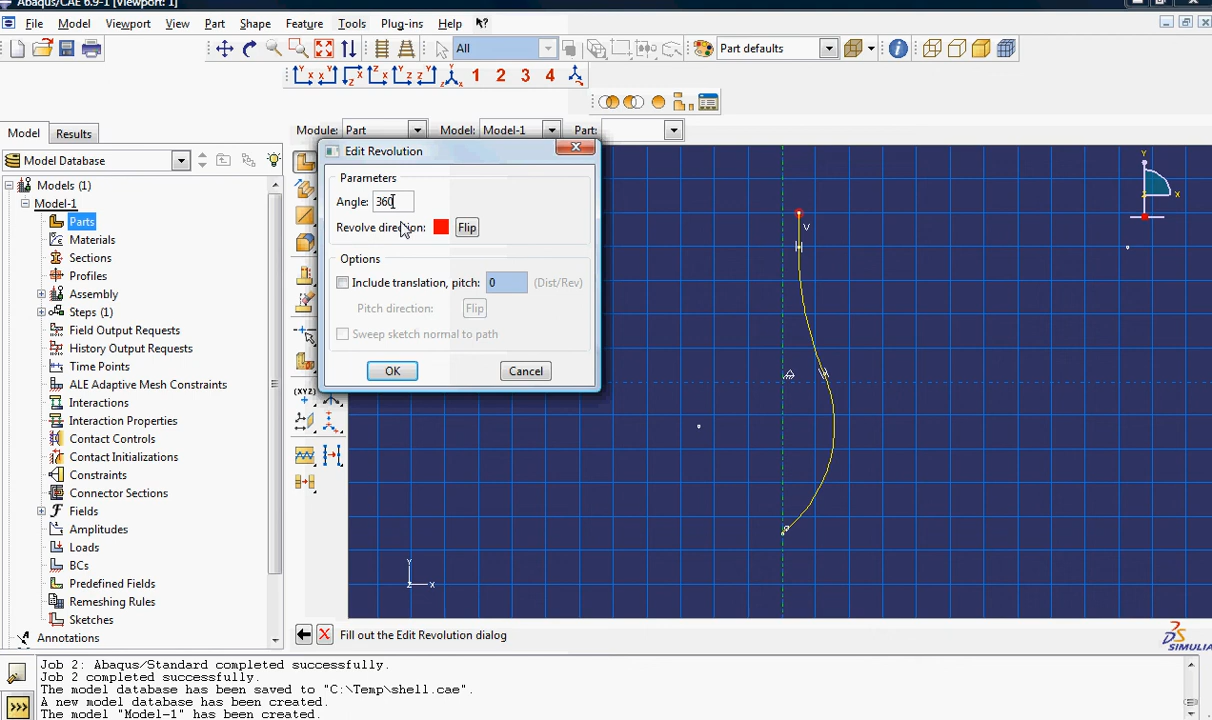 Abaqus/CAE 6.9-1 [Viewport: 1]
File Model Viewport View Part Shape Feature Tools Plug-ins Help
All Part defaults
1 2 3 4
Model Results Module: Part Model: Model-1 Part:
Model Database
Models (1)
Model-1
Parts
Materials
Sections
Profiles
Assembly
Steps (1)
Field Output Requests
History Output Requests
Time Points
ALE Adaptive Mesh Constraints
Interactions
Interaction Properties
Contact Controls
Contact Initializations
Constraints
Connector Sections
Fields
Amplitudes
Loads
BCs
Predefined Fields
Remeshing Rules
Sketches
Annotations
(XYZ)
Edit Revolution
Parameters
Angle: 360
Revolve direction: Flip
Options
Include translation, pitch: 0 (Dist/Rev)
Pitch direction: Flip
Sweep sketch normal to path
OK Cancel
V
H
Y
X
Z
Y
X
Z
Fill out the Edit Revolution dialog
SIMULIA
Job 2: Abaqus/Standard completed successfully.
Job 2 completed successfully.
The model database has been saved to "C:\Temp\shell.cae".
A new model database has been created.
The model "Model-1" has been created.
>>>